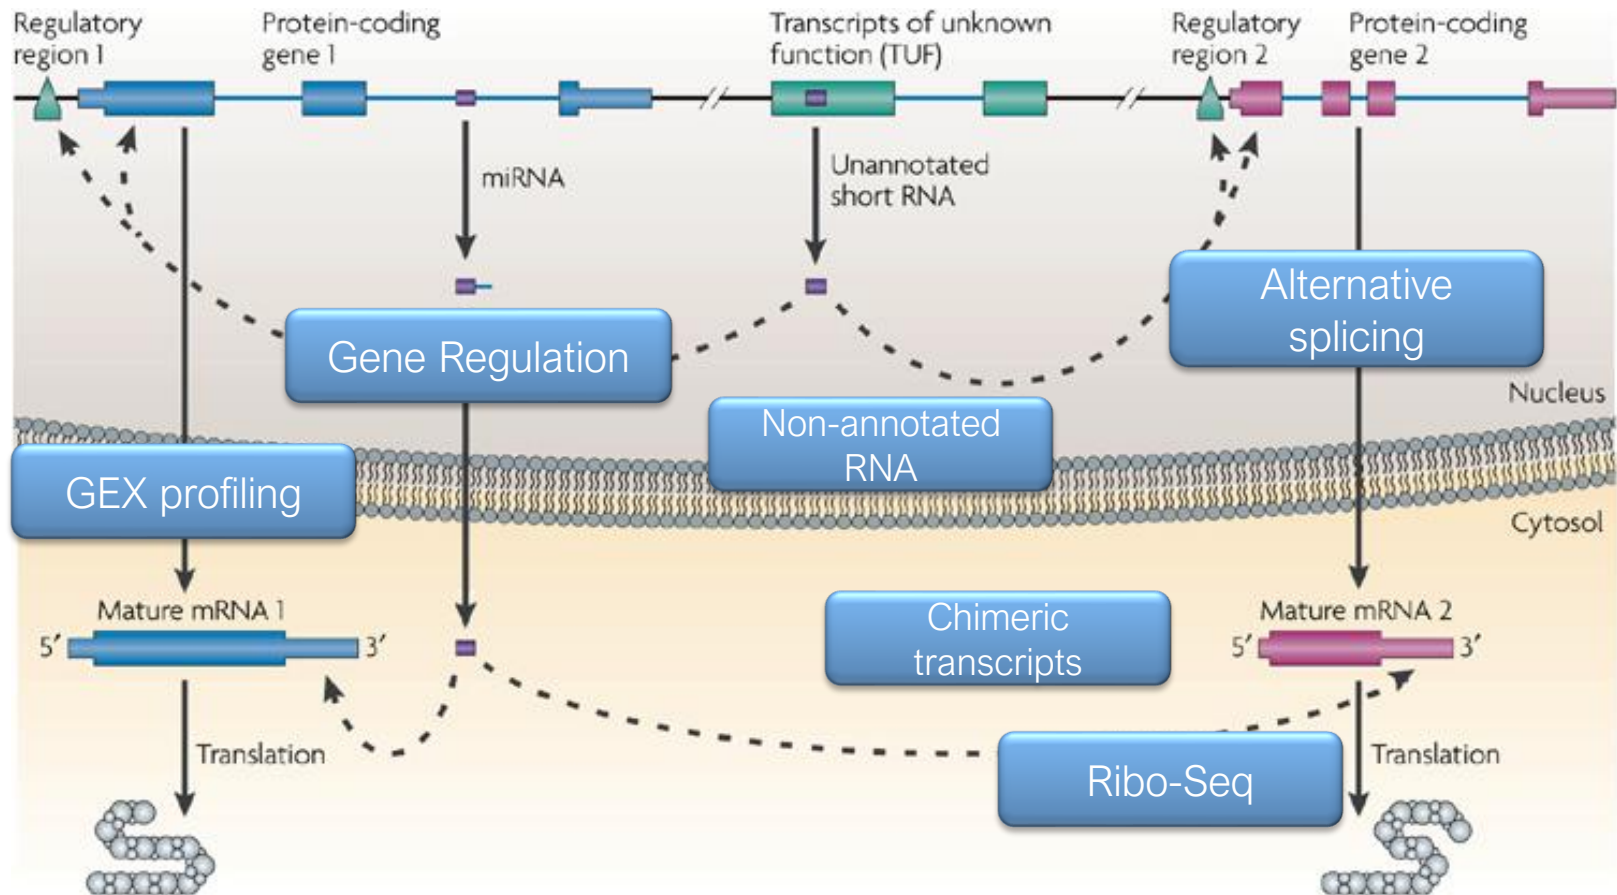 Regulatory
region 1
Protein-coding
gene 1
Transcripts of unknown
function (TUF)
Regulatory
region 2
Protein-coding
gene 2
miRNA
Unannotated
short RNA
Alternative
splicing
Gene Regulation
Nucleus
Non-annotated
RNA
GEX profiling
Cytosol
Mature mRNA 1
5′ 3′
Chimeric
transcripts
Mature mRNA 2
5′ 3′
Translation
Ribo-Seq
Translation